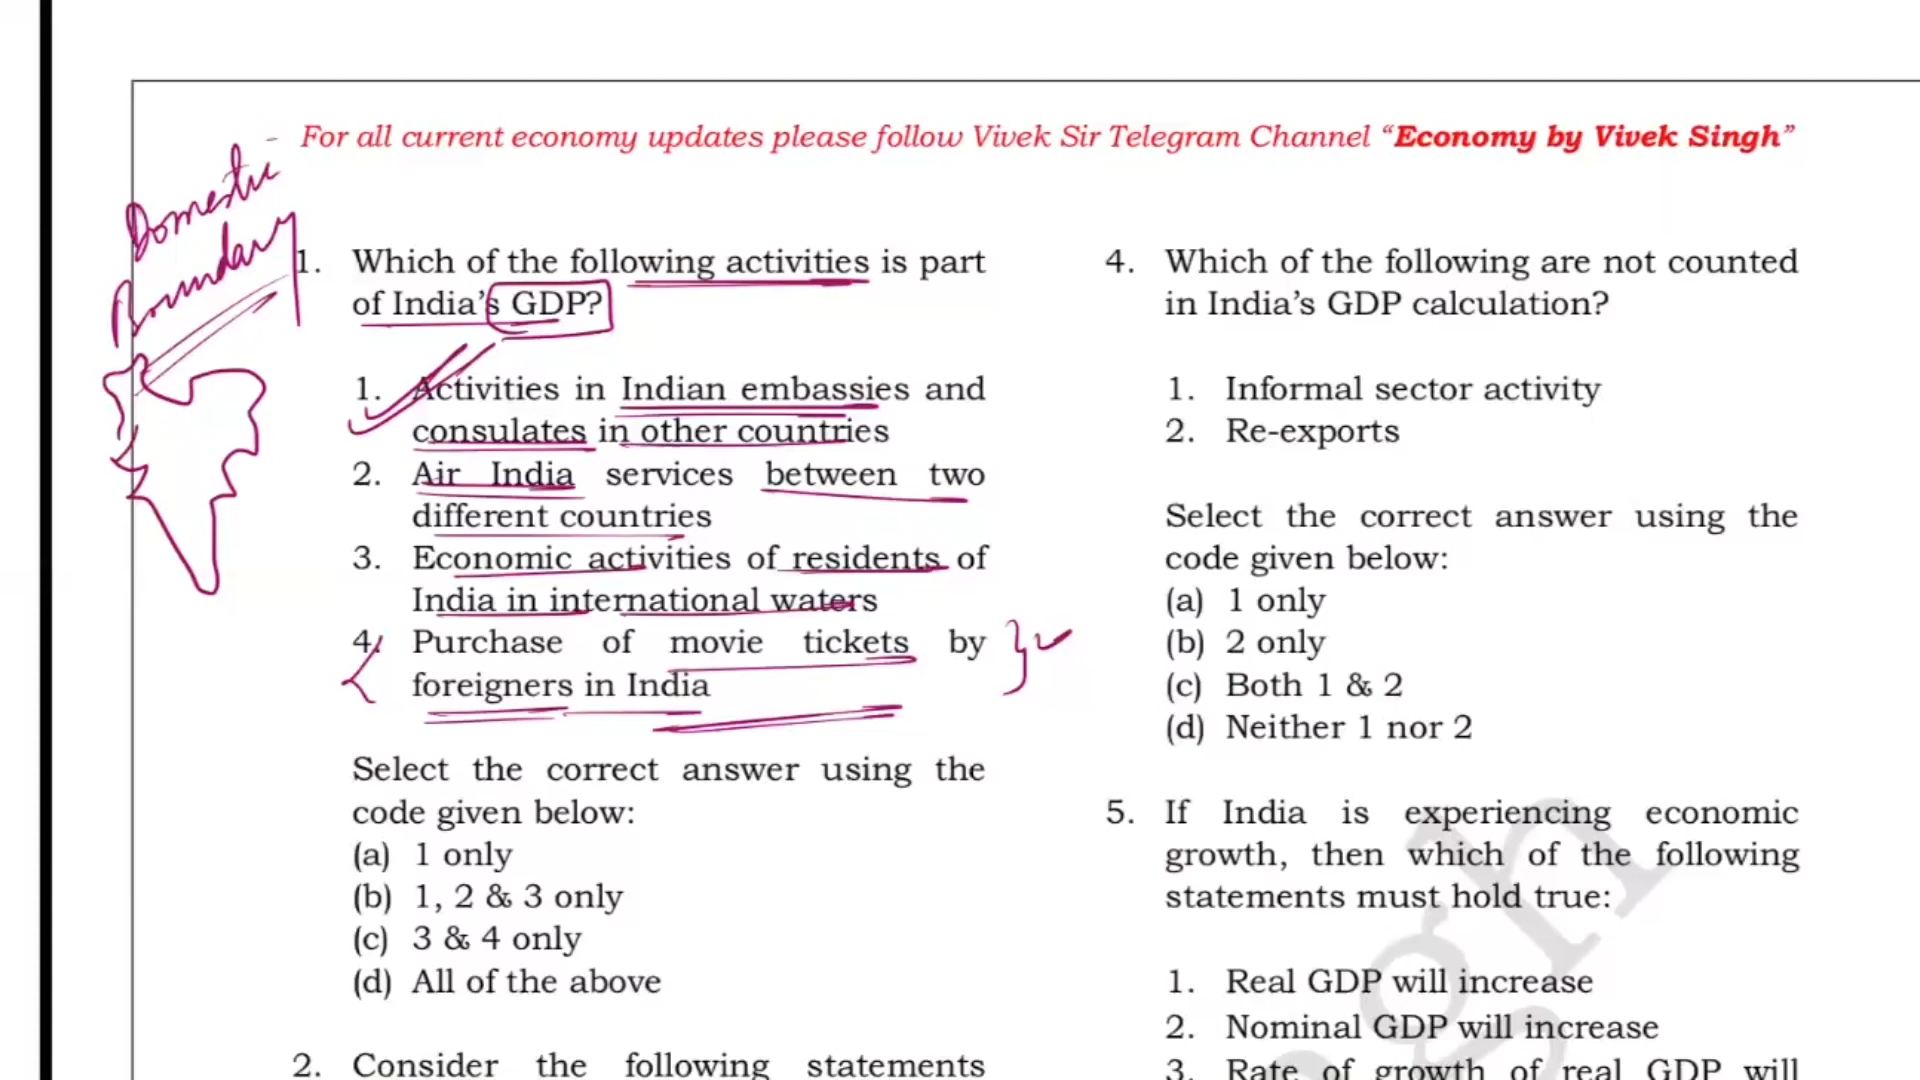 For all current economy updates please follow Vivek Sir Telegram Channel “Economy by Vivek Singh”
Domestic
Boundary
1. Which of the following activities is part
of India’s GDP?
1. Activities in Indian embassies and
consulates in other countries
2. Air India services between two
different countries
3. Economic activities of residents of
India in international waters
4. Purchase of movie tickets by
foreigners in India
Select the correct answer using the
code given below:
(a) 1 only
(b) 1, 2 & 3 only
(c) 3 & 4 only
(d) All of the above
2. Consider the following statements
4. Which of the following are not counted
in India’s GDP calculation?
1. Informal sector activity
2. Re-exports
Select the correct answer using the
code given below:
(a) 1 only
(b) 2 only
(c) Both 1 & 2
(d) Neither 1 nor 2
5. If India is experiencing economic
growth, then which of the following
statements must hold true:
1. Real GDP will increase
2. Nominal GDP will increase
3. Rate of growth of real GDP will